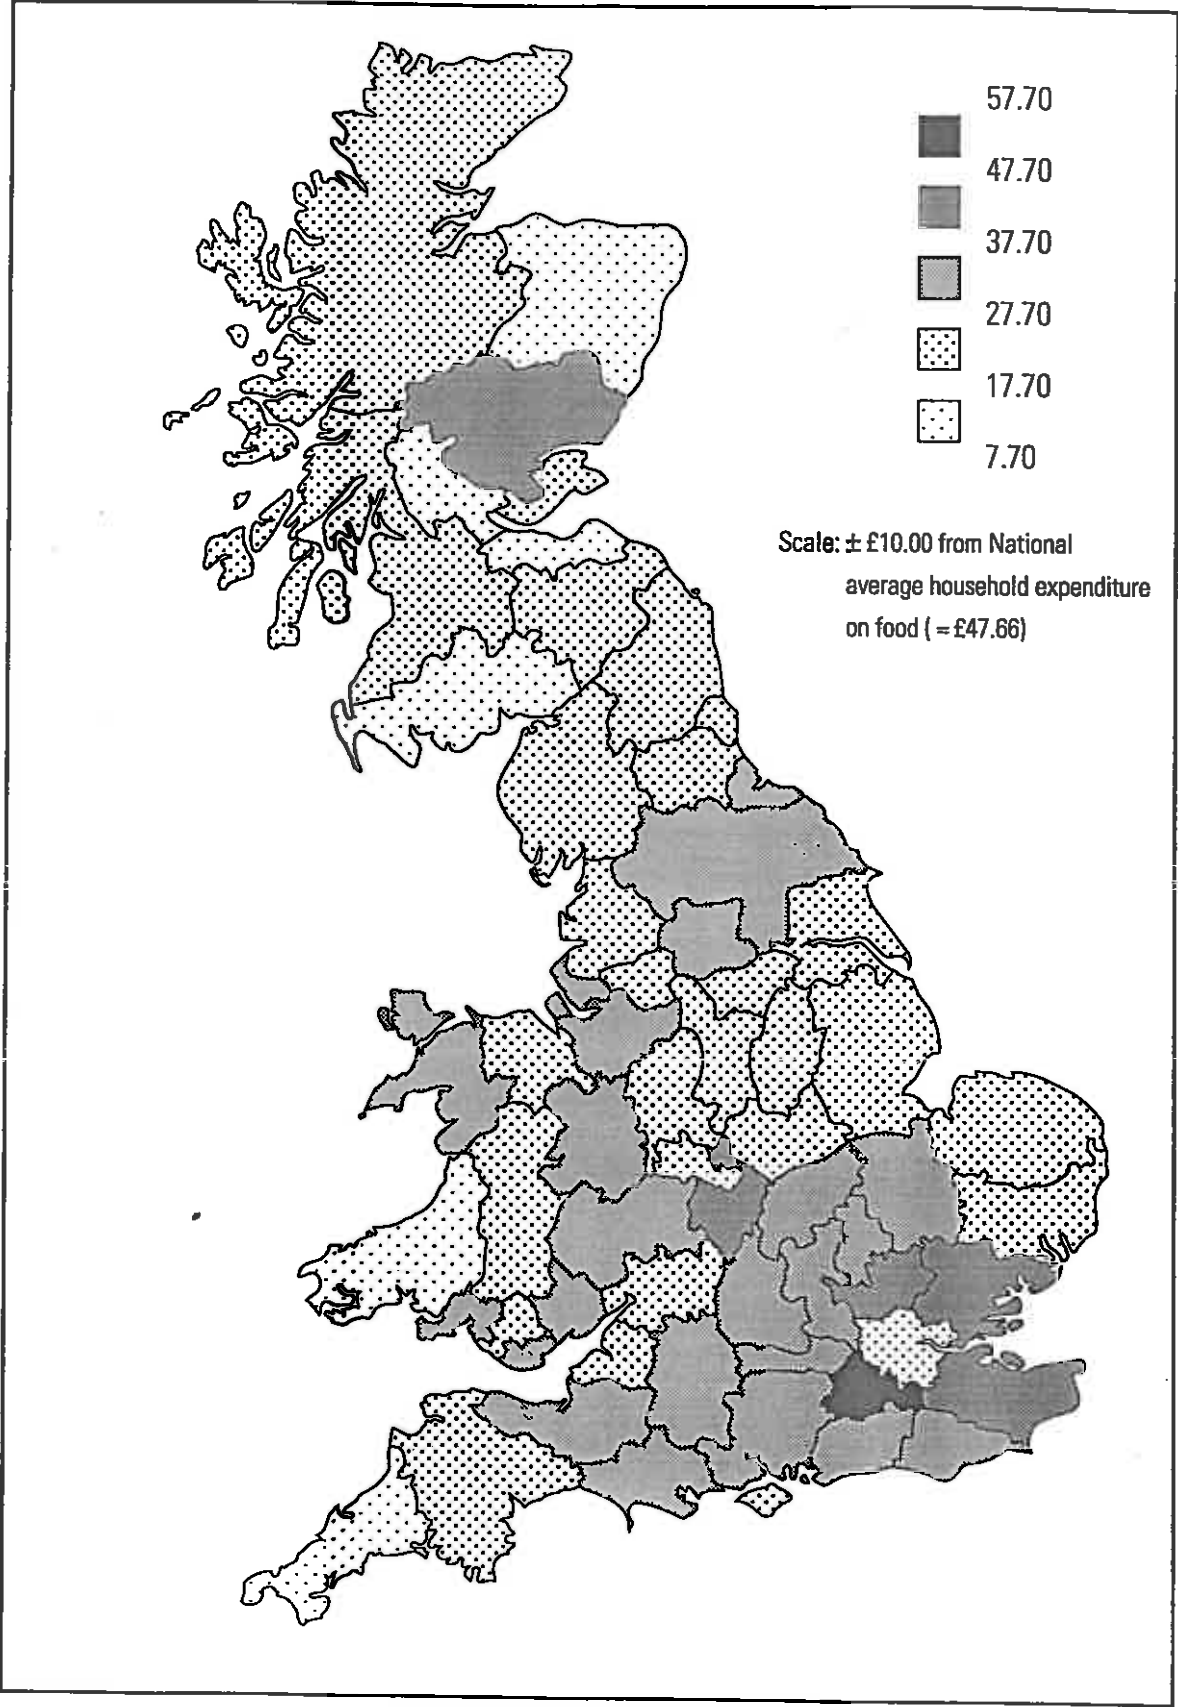 57.70
47.70
37.70
27.70
17.70
7.70
Scale: ± £10.00 from National
average household expenditure
on food ( = £47.66)